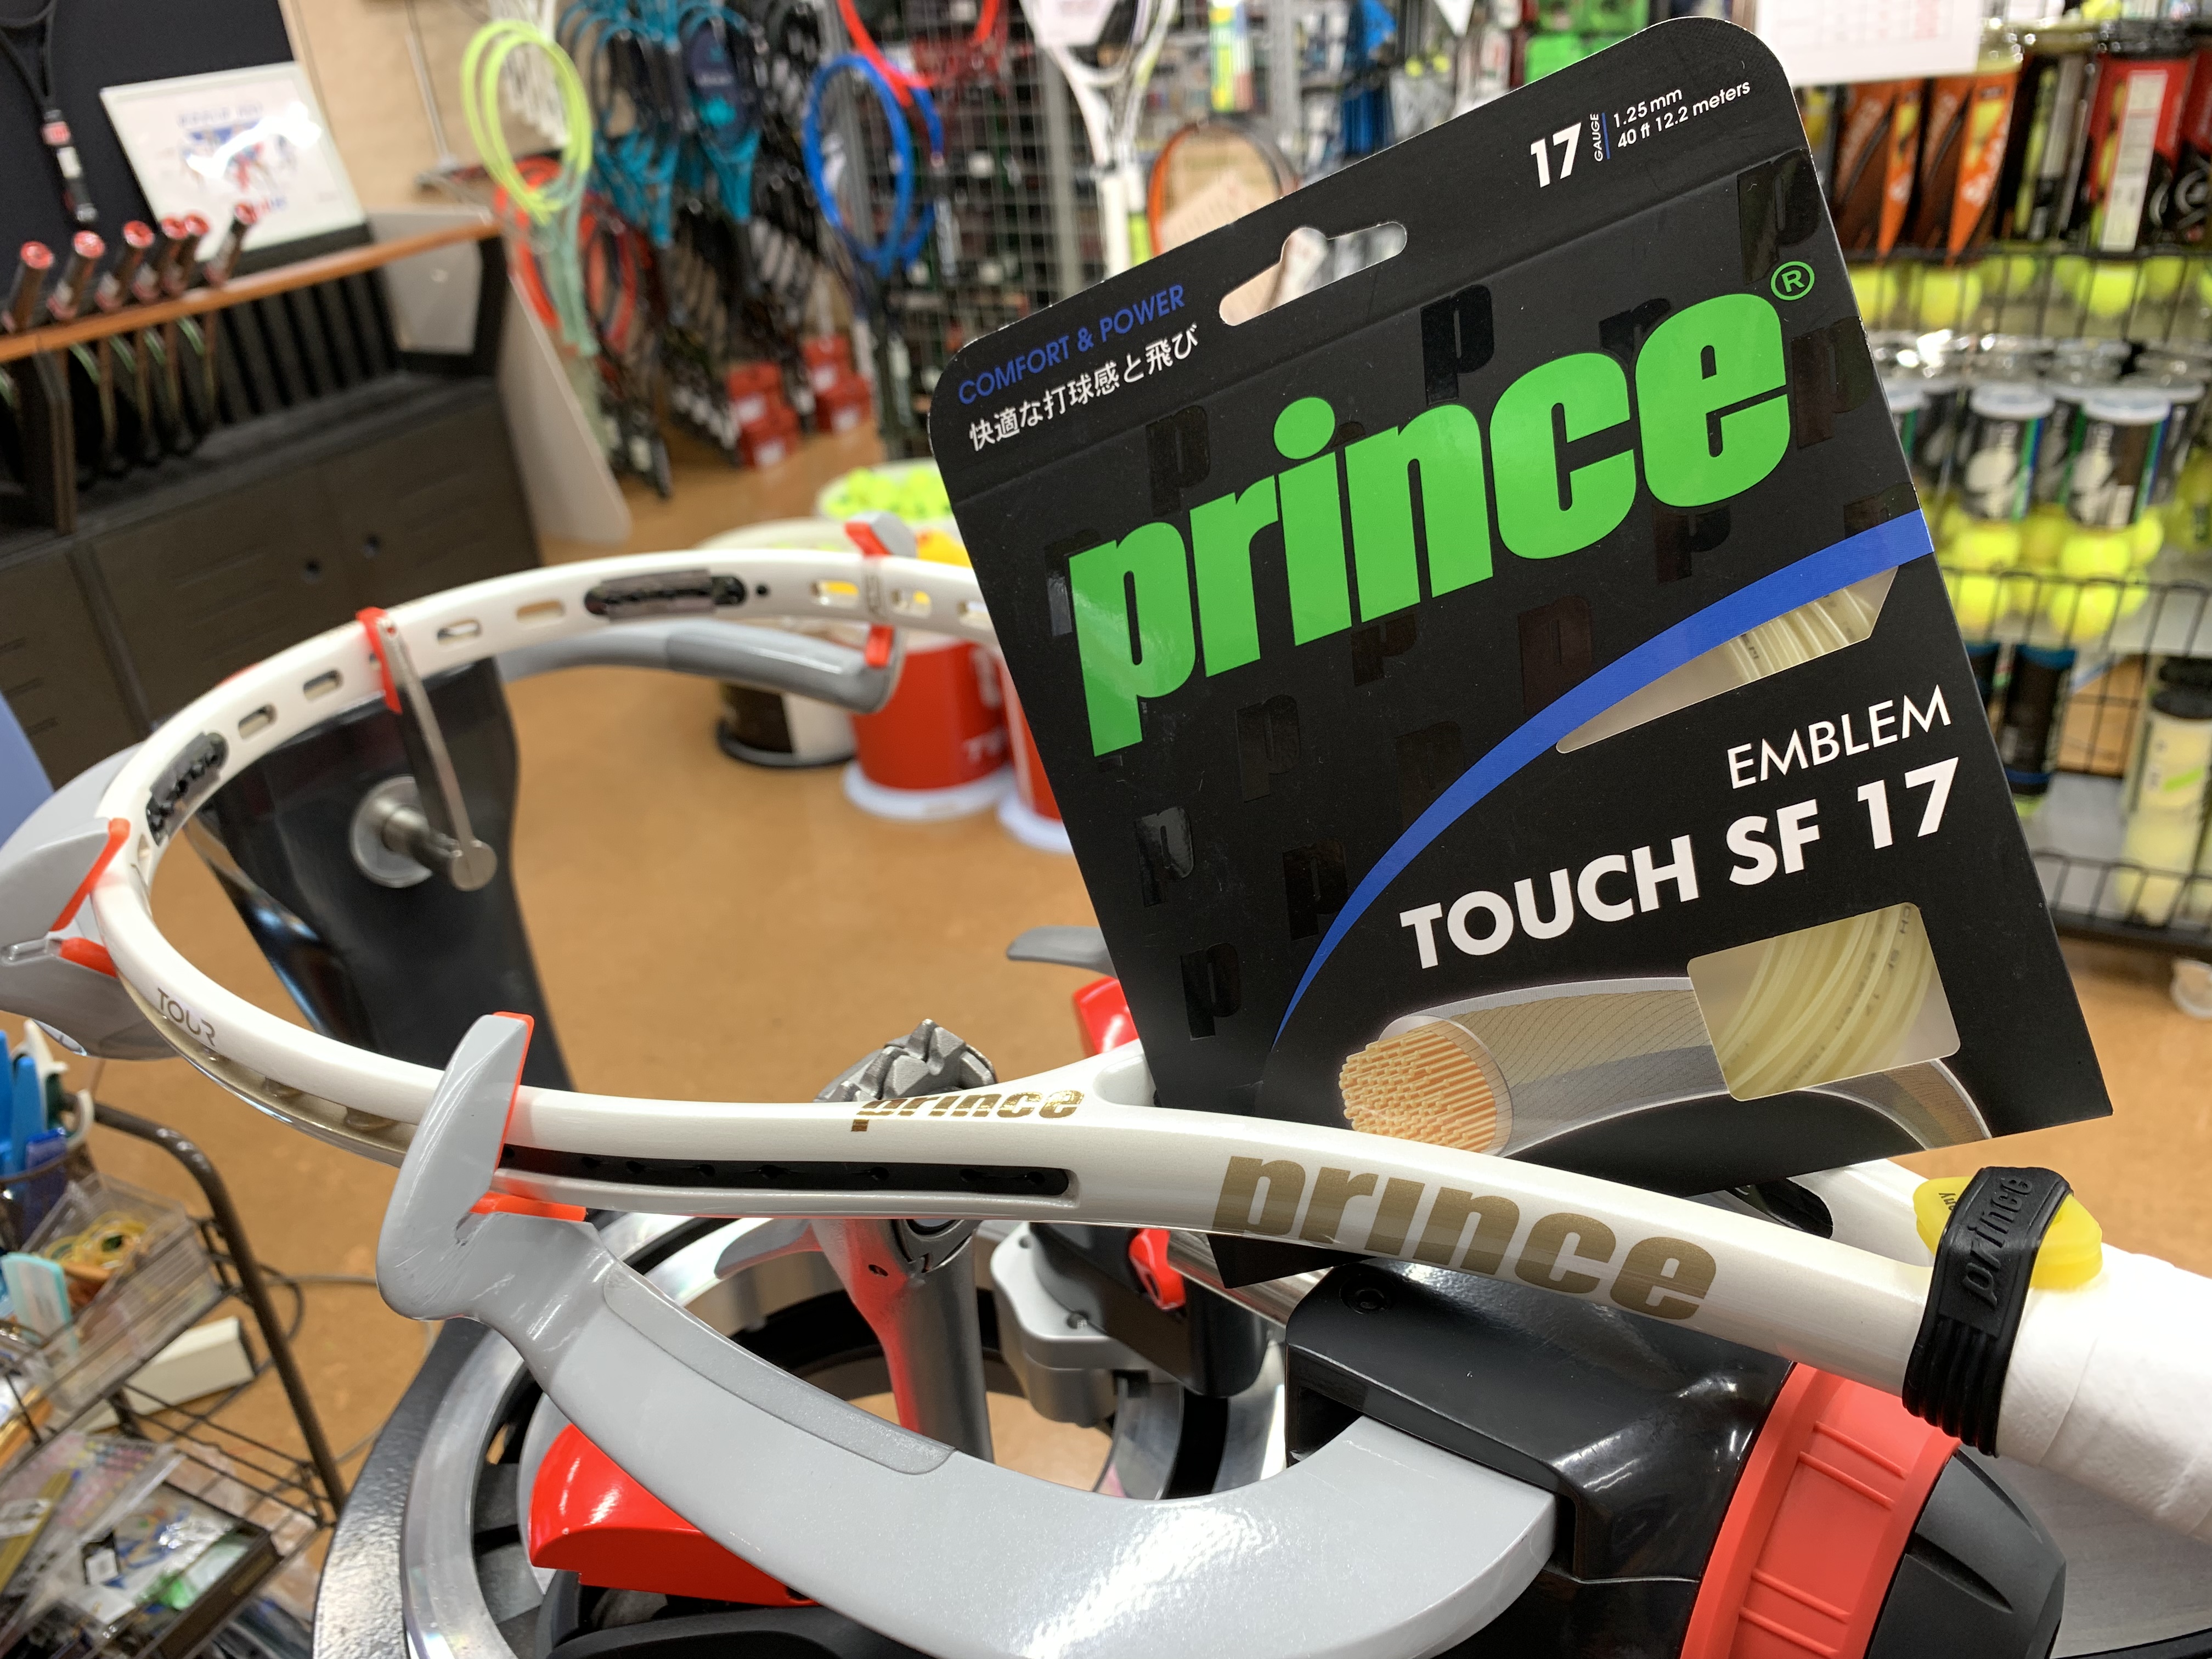 17
GAUGE
1.25 mm
40 ft 12.2 meters
COMFORT & POWER
快適な打球感と飛び
prince®
EMBLEM
TOUCH SF 17
TOUR
prince
prince
prince